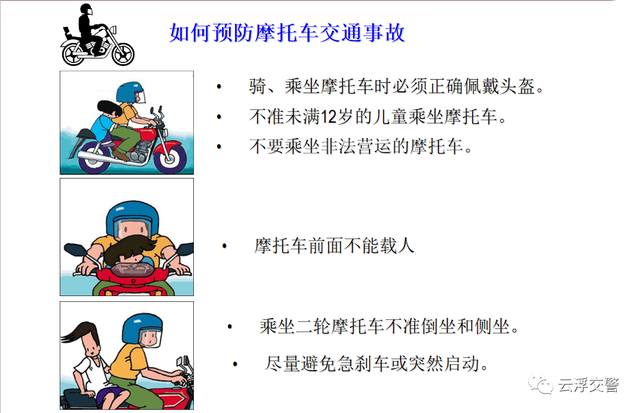 如何预防摩托车交通事故
骑、乘坐摩托车时必须正确佩戴头盔。
不准未满12岁的儿童乘坐摩托车。
不要乘坐非法营运的摩托车。
摩托车前面不能载人
乘坐二轮摩托车不准倒坐和侧坐。
尽量避免急刹车或突然启动。
云浮交警